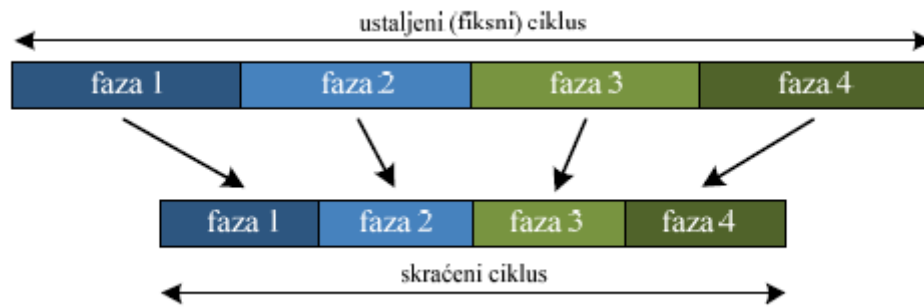 ustaljeni (fiksni) ciklus
faza 1 faza 2 faza 3 faza 4
faza 1 faza 2 faza 3 faza 4
skraćeni ciklus